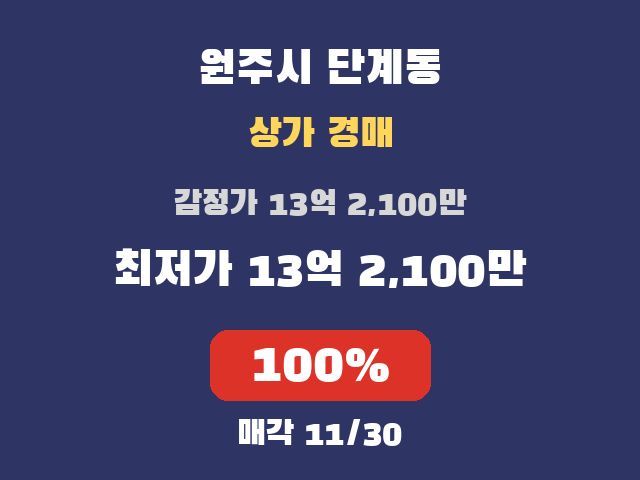 원주시 단계동
상가 경매
감정가 13억 2,100만
최저가 13억 2,100만
100%
매각 11/30